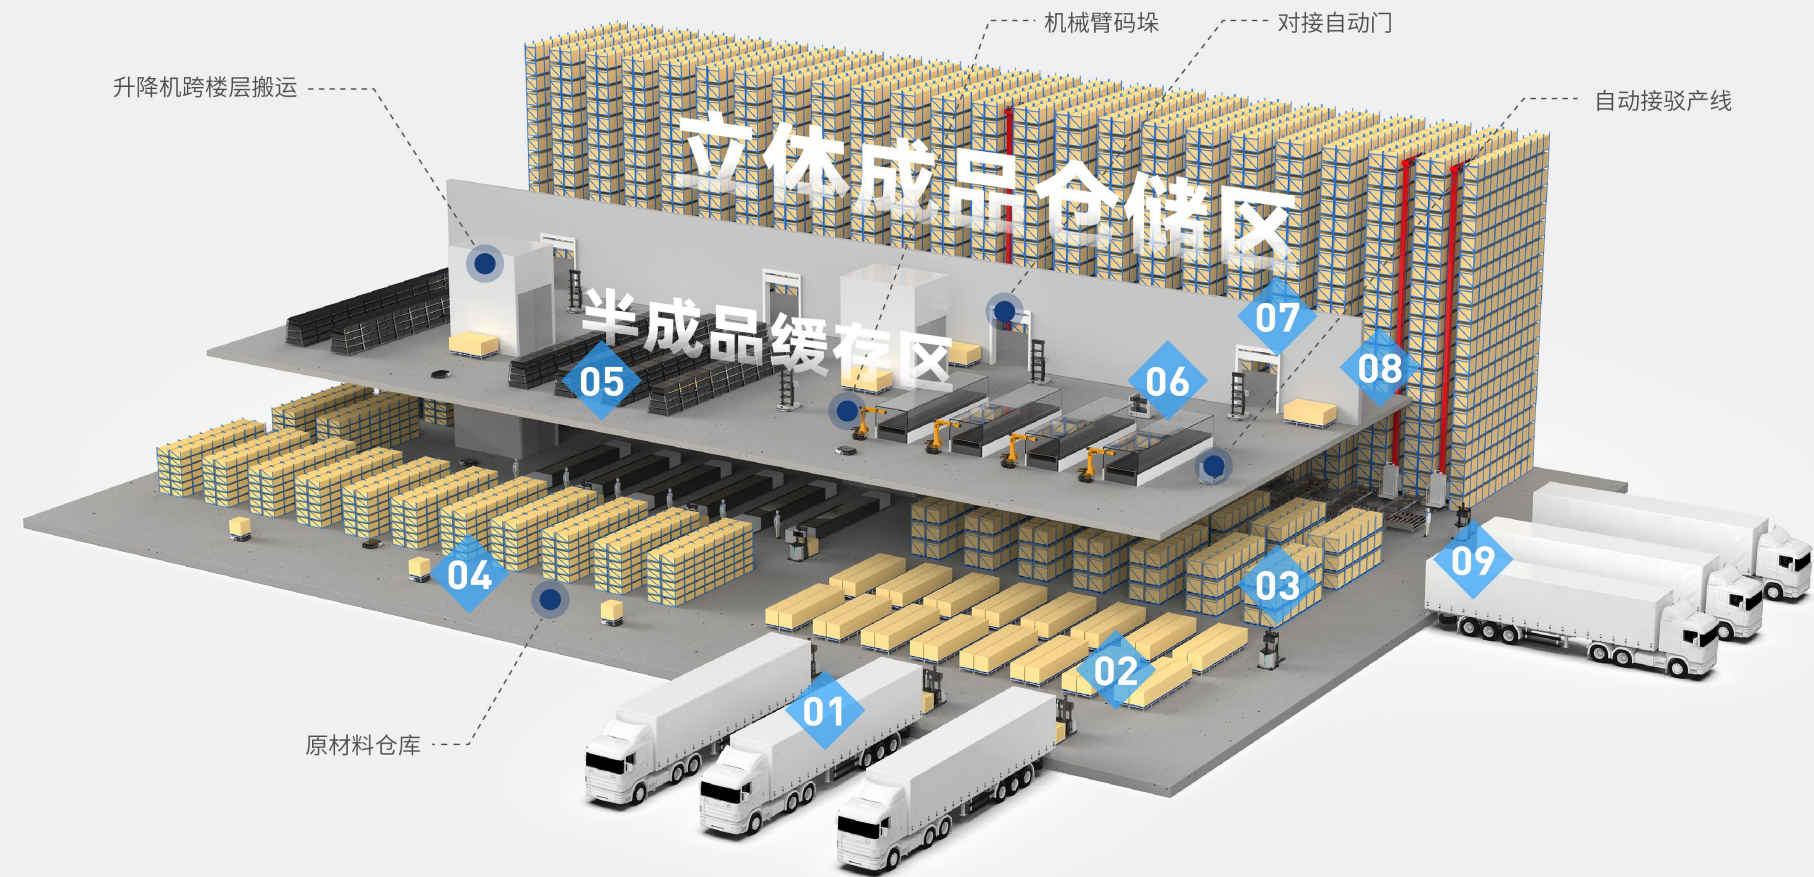 机械臂码垛
对接自动门
升降机跨楼层搬运
自动接驳产线
立体成品仓储区
半成品缓存区
07
08
05
06
09
04
03
02
01
原材料仓库